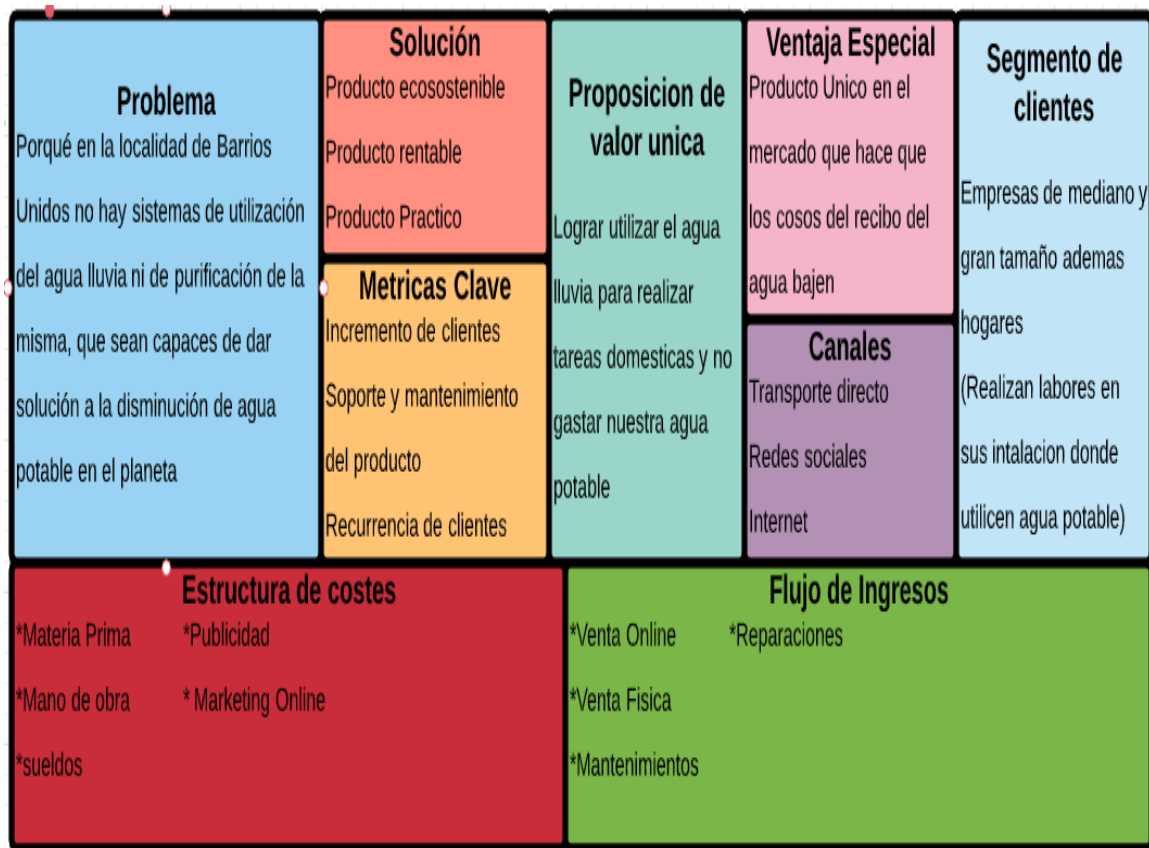 Problema
Porqué en la localidad de Barrios
Unidos no hay sistemas de utilización
del agua lluvia ni de purificación de la
misma, que sean capaces de dar
solución a la disminución de agua
potable en el planeta
Solución
Producto ecosostenible
Producto rentable
Producto Practico
Metricas Clave
Incremento de clientes
Soporte y mantenimiento
del producto
Recurrencia de clientes
Proposicion de
valor unica
Lograr utilizar el agua
lluvia para realizar
tareas domesticas y no
gastar nuestra agua
potable
Ventaja Especial
Producto Unico en el
mercado que hace que
los cosos del recibo del
agua bajen
Canales
Transporte directo
Redes sociales
Internet
Segmento de
clientes
Empresas de mediano y
gran tamaño ademas
hogares
(Realizan labores en
sus intalacion donde
utilicen agua potable)
Estructura de costes
*Materia Prima *Publicidad
*Mano de obra * Marketing Online
*sueldos
Flujo de Ingresos
*Venta Online *Reparaciones
*Venta Fisica
*Mantenimientos